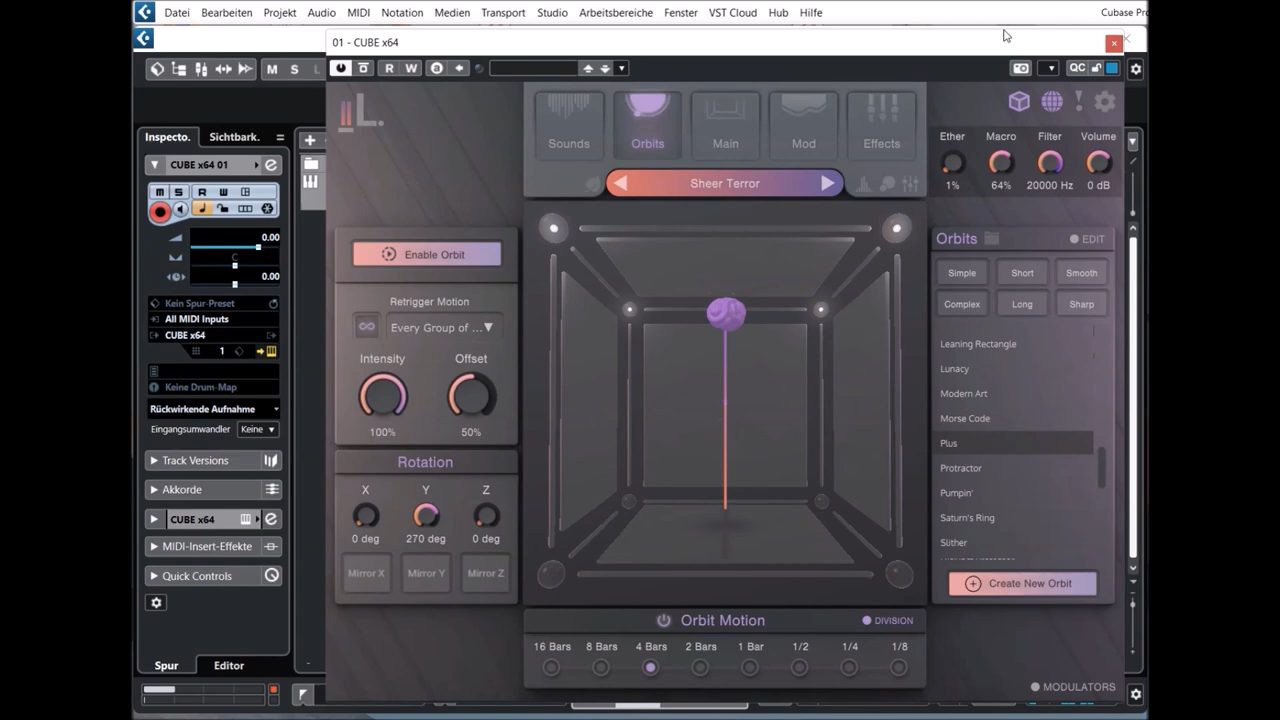 Datei Bearbeiten Projekt Audio MIDI Notation Medien Transport Studio Arbeitsbereiche Fenster VST Cloud Hub Hilfe Cubase Pro
01 - CUBE x64
M S L
R W a QC
Inspecto. Sichtbark.
CUBE x64 01
m S R W
0.00
C
0.00
Kein Spur-Preset
All MIDI Inputs
CUBE x64
1
Keine Drum-Map
Rückwirkende Aufnahme
Eingangsumwandler Keine
Track Versions
Akkorde
CUBE x64
MIDI-Insert-Effekte
Quick Controls
Spur Editor
L.
Sounds Orbits Main Mod Effects
Sheer Terror
Ether Macro Filter Volume
1% 64% 20000 Hz 0 dB
Enable Orbit
Retrigger Motion
Every Group of ...
Intensity Offset
100% 50%
Rotation
X Y Z
0 deg 270 deg 0 deg
Mirror X Mirror Y Mirror Z
Orbits EDIT
Simple Short Smooth
Complex Long Sharp
Leaning Rectangle
Lunacy
Modern Art
Morse Code
Plus
Protractor
Pumpin'
Saturn's Ring
Slither
Create New Orbit
Orbit Motion DIVISION
16 Bars 8 Bars 4 Bars 2 Bars 1 Bar 1/2 1/4 1/8
MODULATORS